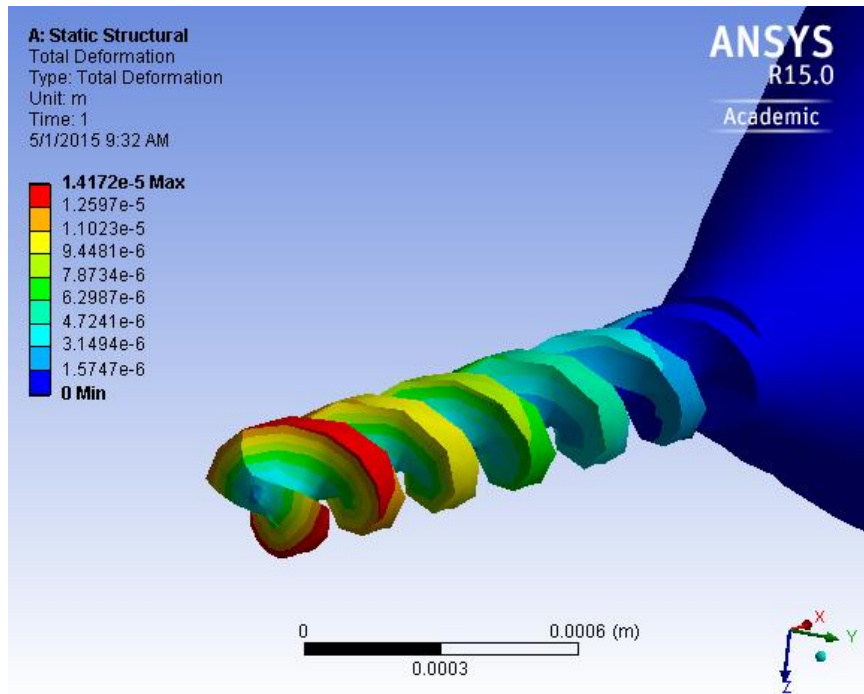 A: Static Structural
Total Deformation
Type: Total Deformation
Unit: m
Time: 1
5/1/2015 9:32 AM
1.4172e-5 Max
1.2597e-5
1.1023e-5
9.4481e-6
7.8734e-6
6.2987e-6
4.7241e-6
3.1494e-6
1.5747e-6
0 Min
ANSYS
R15.0
Academic
0
0.0006 (m)
0.0003
X
Y
Z